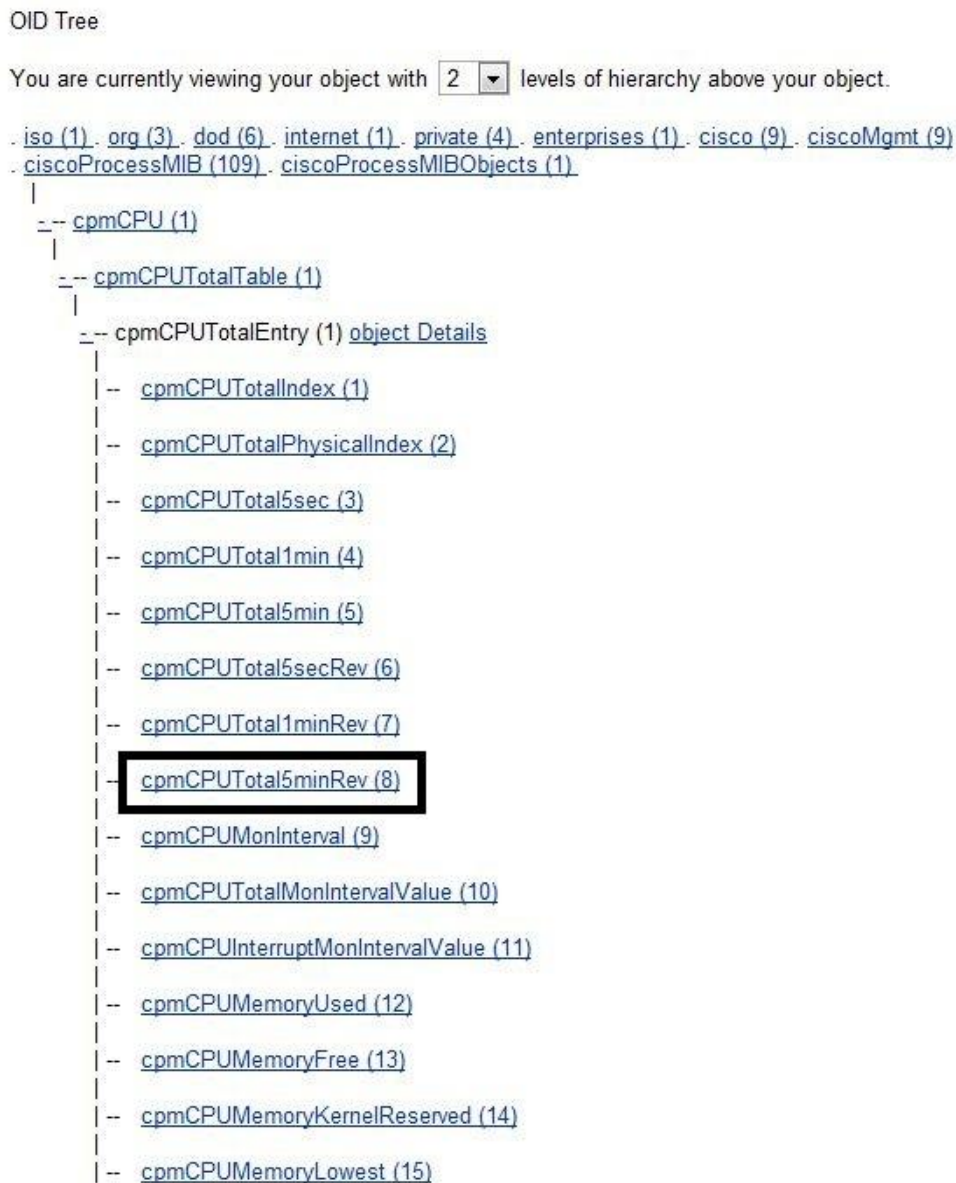 OID Tree
You are currently viewing your object with 2 levels of hierarchy above your object.
. iso (1) . org (3) . dod (6) . internet (1) . private (4) . enterprises (1) . cisco (9) . ciscoMgmt (9)
. ciscoProcessMIB (109) . ciscoProcessMIBObjects (1)
|
- -- cpmCPU (1)
|
- -- cpmCPUTotalTable (1)
|
- -- cpmCPUTotalEntry (1) object Details
|
|-- cpmCPUTotalIndex (1)
|
|-- cpmCPUTotalPhysicalIndex (2)
|
|-- cpmCPUTotal5sec (3)
|
|-- cpmCPUTotal1min (4)
|
|-- cpmCPUTotal5min (5)
|
|-- cpmCPUTotal5secRev (6)
|
|-- cpmCPUTotal1minRev (7)
|
|-- cpmCPUTotal5minRev (8)
|
|-- cpmCPUMonInterval (9)
|
|-- cpmCPUTotalMonIntervalValue (10)
|
|-- cpmCPUInterruptMonIntervalValue (11)
|
|-- cpmCPUMemoryUsed (12)
|
|-- cpmCPUMemoryFree (13)
|
|-- cpmCPUMemoryKernelReserved (14)
|
|-- cpmCPUMemoryLowest (15)